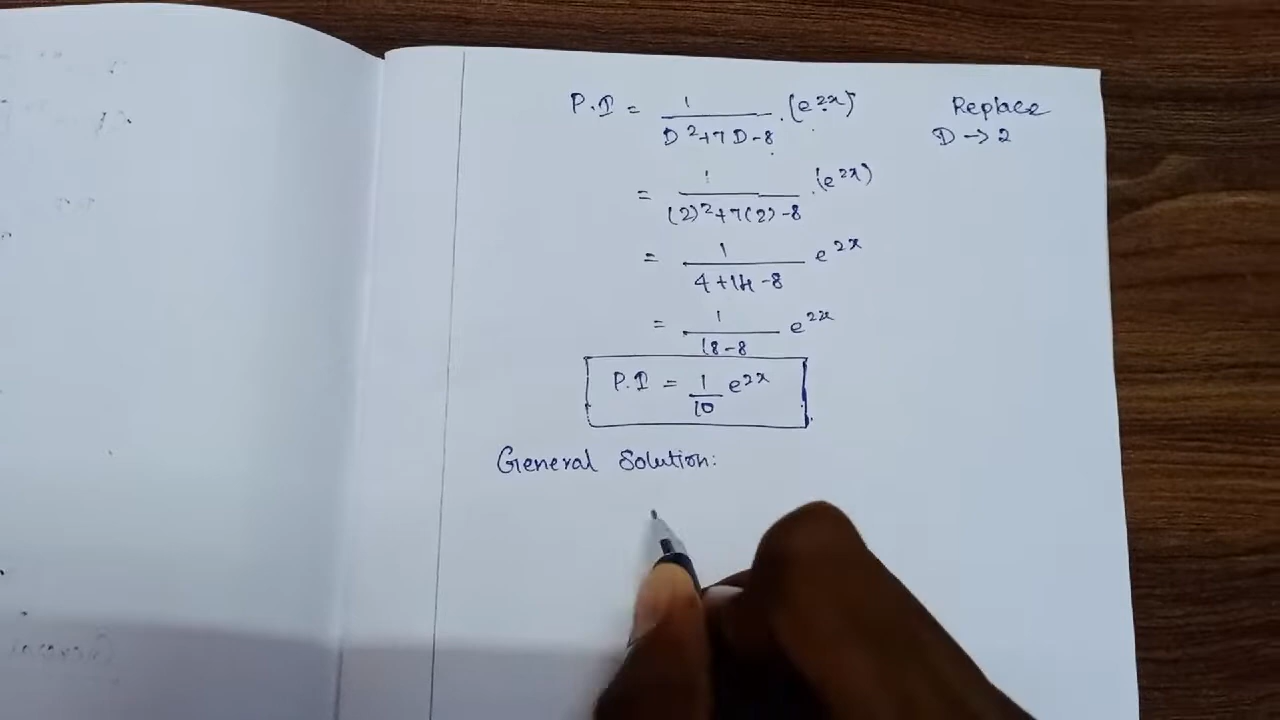 P.I = 1/(D²+7D-8) . (e^2x) Replace
D → 2
= 1/((2)²+7(2)-8) . (e^2x)
= 1/(4+14-8) e^2x
= 1/(18-8) e^2x
P.I = 1/10 e^2x
General Solution: